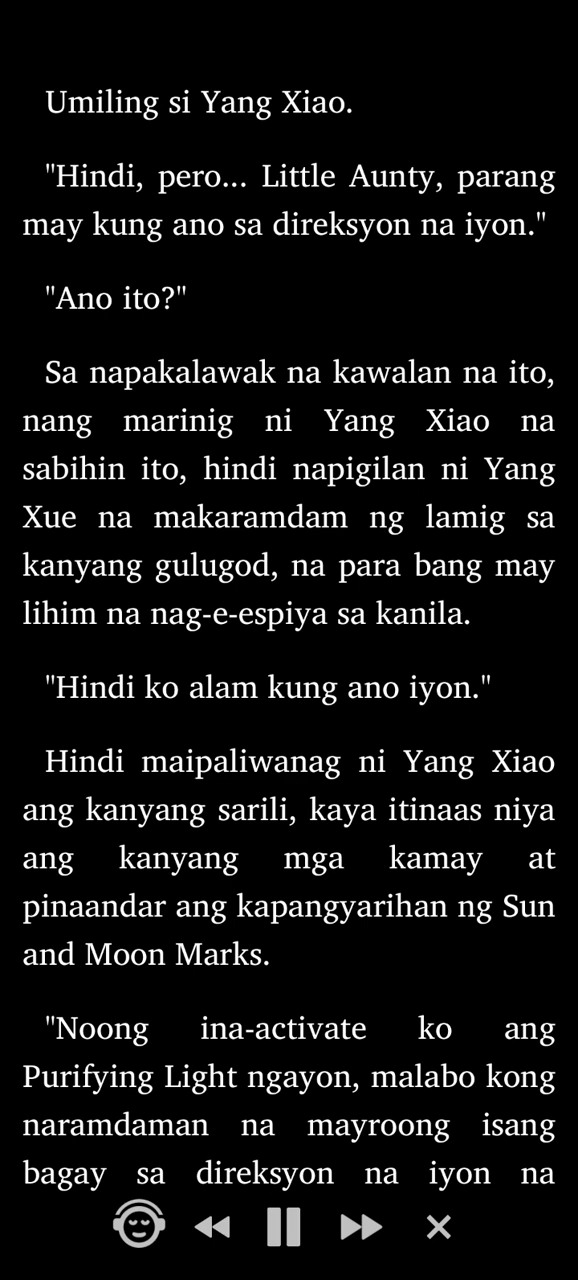 Umiling si Yang Xiao.
"Hindi, pero... Little Aunty, parang
may kung ano sa direksyon na iyon."
"Ano ito?"
Sa napakalawak na kawalan na ito,
nang marinig ni Yang Xiao na
sabihin ito, hindi napigilan ni Yang
Xue na makaramdam ng lamig sa
kanyang gulugod, na para bang may
lihim na nag-e-espiya sa kanila.
"Hindi ko alam kung ano iyon."
Hindi maipaliwanag ni Yang Xiao
ang kanyang sarili, kaya itinaas niya
ang kanyang mga kamay at
pinaandar ang kapangyarihan ng Sun
and Moon Marks.
"Noong ina-activate ko ang
Purifying Light ngayon, malabo kong
naramdaman na mayroong isang
bagay sa direksyon na iyon na